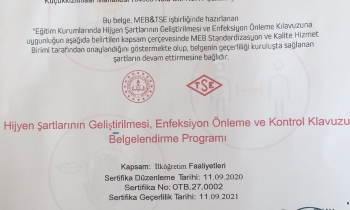 Bu belge, MEB&TSE işbirliğinde hazırlanan
"Eğitim Kurumlarında Hijyen Şartlarının Geliştirilmesi ve Enfeksiyon Önleme Kılavuzuna
uygunluğun aşağıda belirtilen kapsam çerçevesinde MEB Standardizasyon ve Kalite Hizmet
Birimi tarafından onaylandığını göstermekte olup, belgenin geçerliliği kuruluşta sağlanan
şartların devam ettirmesine bağlıdır.
TSE
Hijyen Şartlarının Geliştirilmesi, Enfeksiyon Önleme ve Kontrol Klavuzu
Belgelendirme Programı
Kapsam: İlköğretim Faaliyetleri
Sertifika Düzenleme Tarihi: 11.09.2020
Sertifika No: OTB.27.0002
Sertifika Geçerlilik Tarihi: 11.09.2021